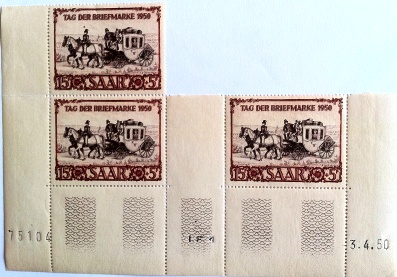 TAG DER BRIEFMARKE 1950
15F SAAR 5F
TAG DER BRIEFMARKE 1950
15F SAAR 5F
TAG DER BRIEFMARKE 1950
15F SAAR 5F
75104
1F1
3.4.50